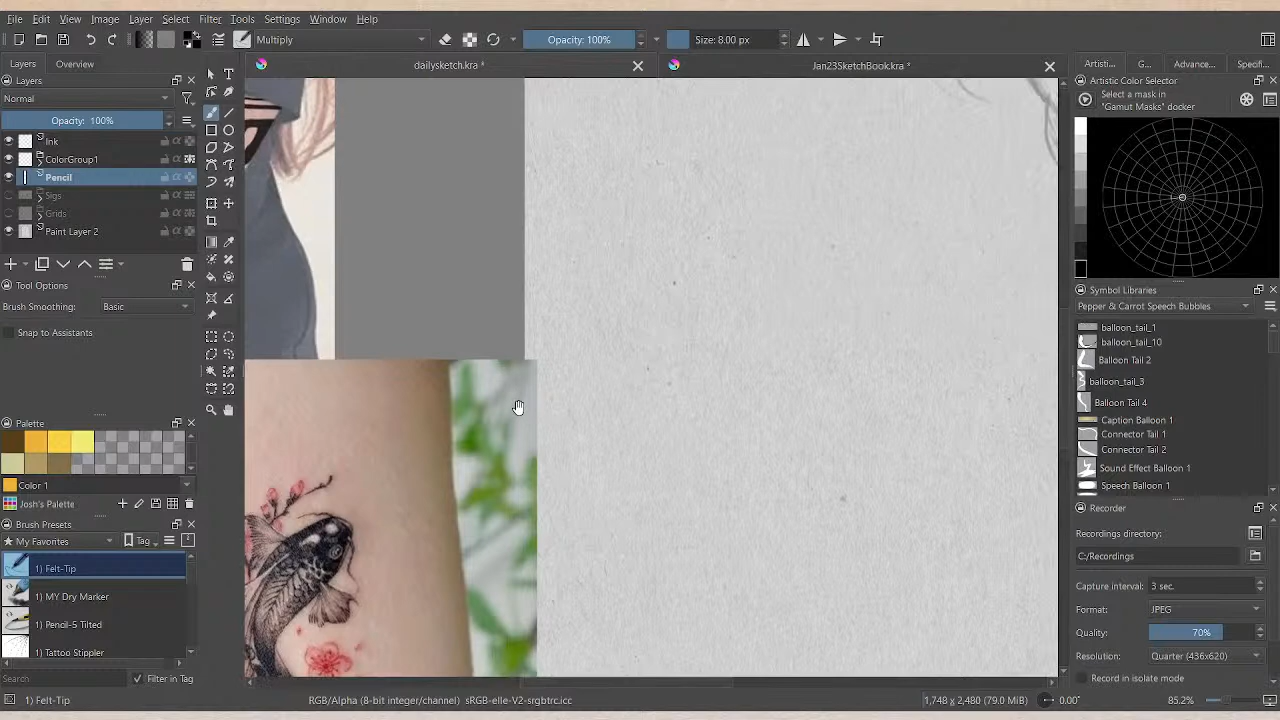 File Edit View Image Layer Select Filter Tools Settings Window Help
Multiply Opacity: 100% Size: 8.00 px
Layers Overview dailysketch.kra * Jan23SketchBook.kra * Artisti... G... Advance... Specifi...
Layers
Normal
Opacity: 100%
Ink
ColorGroup1
Pencil
Sigs
Grids
Paint Layer 2
Tool Options
Brush Smoothing: Basic
Snap to Assistants
Palette
Color 1
Josh's Palette
Brush Presets
My Favorites Tag
1) Felt-Tip
1) MY Dry Marker
1) Pencil-5 Tilted
1) Tattoo Stippler
Search Filter in Tag
Artistic Color Selector
Select a mask in
"Gamut Masks" docker
Symbol Libraries
Pepper & Carrot Speech Bubbles
balloon_tail_1
balloon_tail_10
Balloon Tail 2
balloon_tail_3
Balloon Tail 4
Caption Balloon 1
Connector Tail 1
Connector Tail 2
Sound Effect Balloon 1
Speech Balloon 1
Recorder
Recordings directory:
C:/Recordings
Capture interval: 3 sec.
Format: JPEG
Quality: 70%
Resolution: Quarter (436x620)
Record in isolate mode
1) Felt-Tip RGB/Alpha (8-bit integer/channel) sRGB-elle-V2-srgbtrc.icc 1,748 x 2,480 (79.0 MiB) 0.00° 85.2%